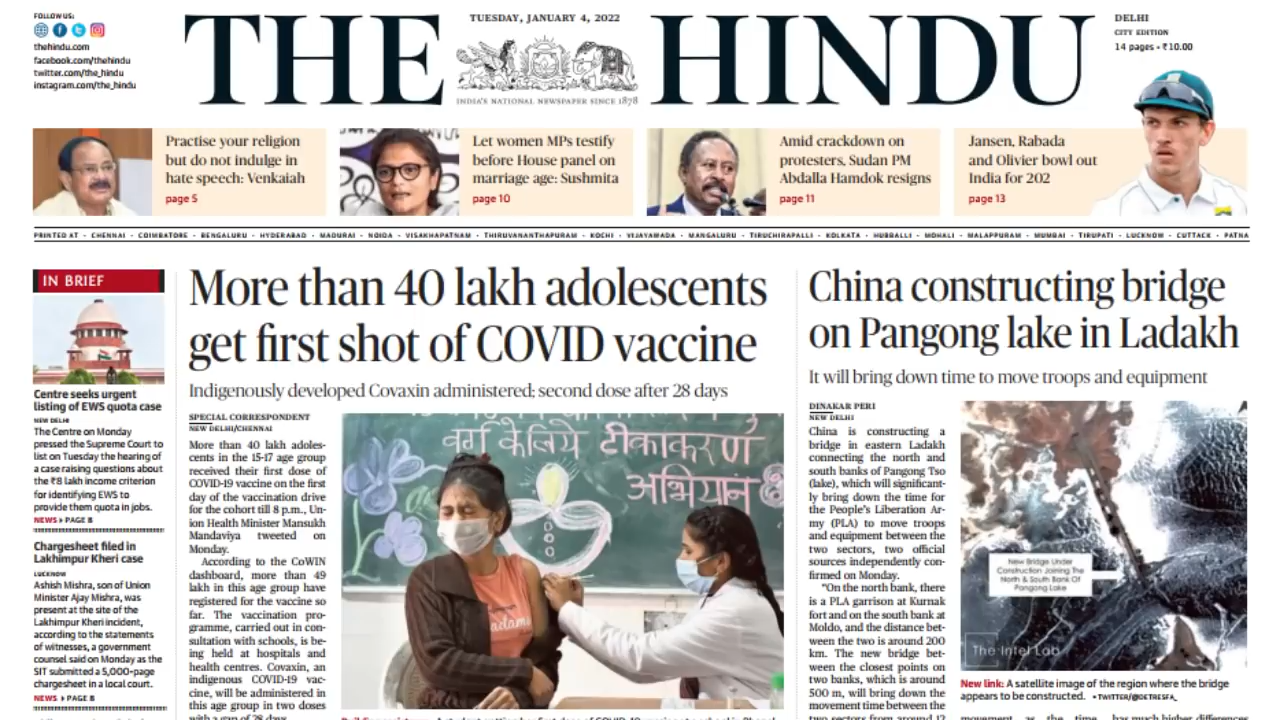 FOLLOW US:
thehindu.com
facebook.com/thehindu
twitter.com/the_hindu
instagram.com/the_hindu
THE HINDU
TUESDAY, JANUARY 4, 2022
INDIA'S NATIONAL NEWSPAPER SINCE 1878
DELHI
CITY EDITION
14 pages • ₹10.00
Practise your religion
but do not indulge in
hate speech: Venkaiah
page 5
Let women MPs testify
before House panel on
marriage age: Sushmita
page 10
Amid crackdown on
protesters, Sudan PM
Abdalla Hamdok resigns
page 11
Jansen, Rabada
and Olivier bowl out
India for 202
page 13
PRINTED AT • CHENNAI • COIMBATORE • BENGALURU • HYDERABAD • MADURAI • NOIDA • VISAKHAPATNAM • THIRUVANANTHAPURAM • KOCHI • VIJAYAWADA • MANGALURU • TIRUCHIRAPALLI • KOLKATA • HUBBALLI • MOHALI • MALAPPURAM • MUMBAI • TIRUPATI • LUCKNOW • CUTTACK • PATNA
IN BRIEF
Centre seeks urgent
listing of EWS quota case
NEW DELHI
The Centre on Monday
pressed the Supreme Court to
list on Tuesday the hearing of
a case raising questions about
the ₹8 lakh income criterion
for identifying EWS to
provide them quota in jobs.
NEWS ▸ PAGE 8
Chargesheet filed in
Lakhimpur Kheri case
LUCKNOW
Ashish Mishra, son of Union
Minister Ajay Mishra, was
present at the site of the
Lakhimpur Kheri incident,
according to the statements
of witnesses, a government
counsel said on Monday as the
SIT submitted a 5,000-page
chargesheet in a local court.
NEWS ▸ PAGE 8
More than 40 lakh adolescents
get first shot of COVID vaccine
Indigenously developed Covaxin administered; second dose after 28 days
SPECIAL CORRESPONDENT
NEW DELHI/CHENNAI
More than 40 lakh adoles-
cents in the 15-17 age group
received their first dose of
COVID-19 vaccine on the first
day of the vaccination drive
for the cohort till 8 p.m., Un-
ion Health Minister Mansukh
Mandaviya tweeted on
Monday.
According to the CoWIN
dashboard, more than 49
lakh in this age group have
registered for the vaccine so
far. The vaccination pro-
gramme, carried out in con-
sultation with schools, is be-
ing held at hospitals and
health centres. Covaxin, an
indigenous COVID-19 vac-
cine, will be administered in
this age group in two doses
with a gap of 28 days.
वर्ग के लिये टीकाकरण
अभियान
China constructing bridge
on Pangong lake in Ladakh
It will bring down time to move troops and equipment
DINAKAR PERI
NEW DELHI
China is constructing a
bridge in eastern Ladakh
connecting the north and
south banks of Pangong Tso
(lake), which will significant-
ly bring down the time for
the People's Liberation Ar-
my (PLA) to move troops
and equipment between the
two sectors, two official
sources independently con-
firmed on Monday.
"On the north bank, there
is a PLA garrison at Kurnak
fort and on the south bank at
Moldo, and the distance bet-
ween the two is around 200
km. The new bridge bet-
ween the closest points on
two banks, which is around
500 m, will bring down the
movement time between the
two sectors from around 12
New Bridge Under
Construction Joining The
North & South Bank Of
Pangong Lake
The Intel Lab
New link: A satellite image of the region where the bridge
appears to be constructed. • TWITTER/@DETRESFA_
movement as the time
has much higher differences